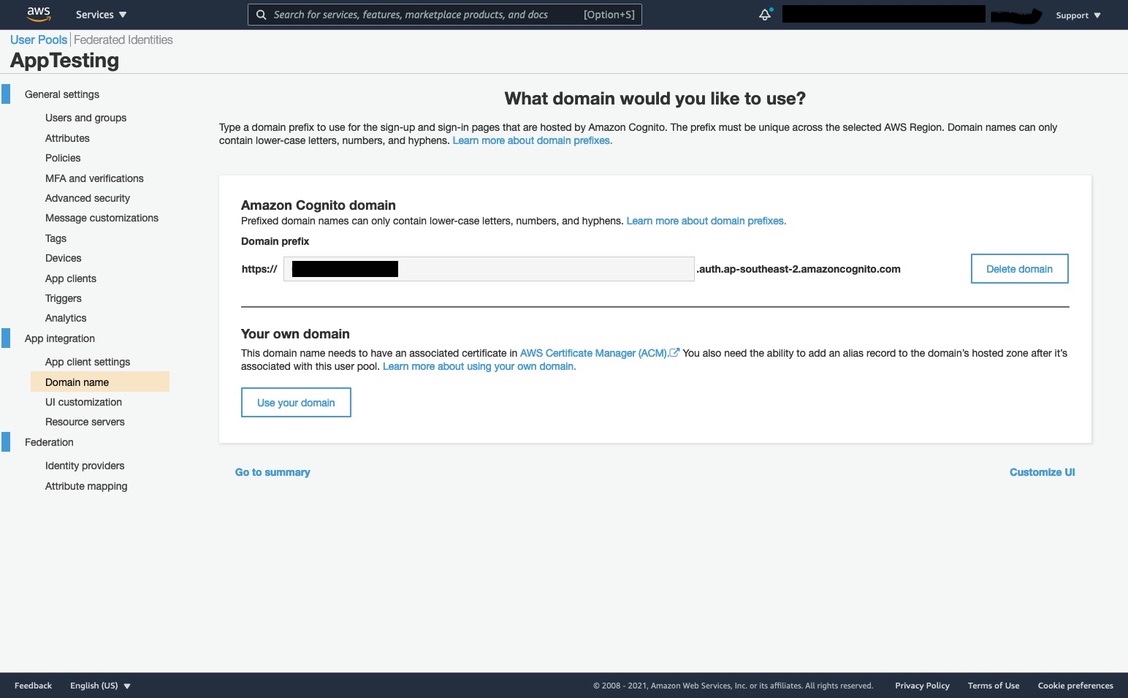 aws
Services
Search for services, features, marketplace products, and docs [Option+S]
Support
User Pools Federated Identities
AppTesting
General settings
Users and groups
Attributes
Policies
MFA and verifications
Advanced security
Message customizations
Tags
Devices
App clients
Triggers
Analytics
App integration
App client settings
Domain name
UI customization
Resource servers
Federation
Identity providers
Attribute mapping
What domain would you like to use?
Type a domain prefix to use for the sign-up and sign-in pages that are hosted by Amazon Cognito. The prefix must be unique across the selected AWS Region. Domain names can only
contain lower-case letters, numbers, and hyphens. Learn more about domain prefixes.
Amazon Cognito domain
Prefixed domain names can only contain lower-case letters, numbers, and hyphens. Learn more about domain prefixes.
Domain prefix
https:// .auth.ap-southeast-2.amazoncognito.com Delete domain
Your own domain
This domain name needs to have an associated certificate in AWS Certificate Manager (ACM). You also need the ability to add an alias record to the domain's hosted zone after it's
associated with this user pool. Learn more about using your own domain.
Use your domain
Go to summary Customize UI
Feedback English (US) © 2008 - 2021, Amazon Web Services, Inc. or its affiliates. All rights reserved. Privacy Policy Terms of Use Cookie preferences